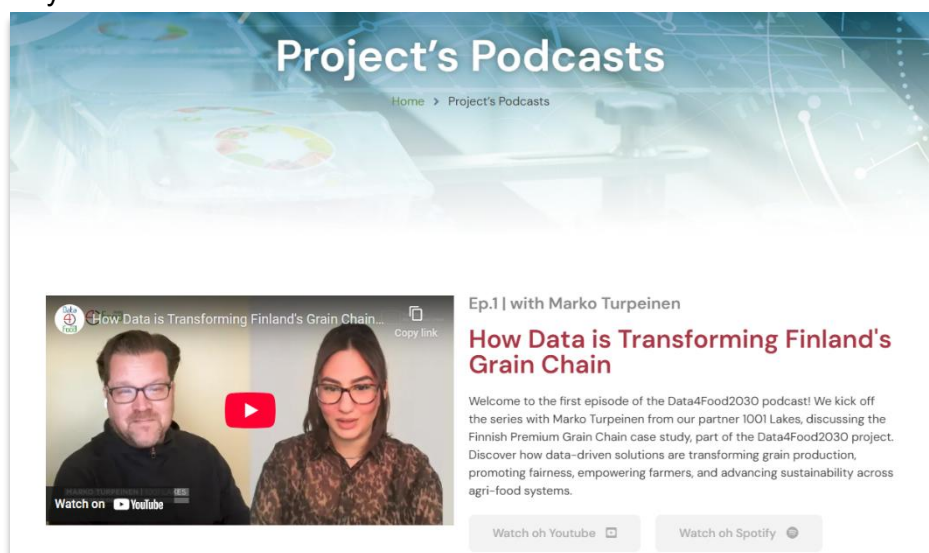 Project's Podcasts
Home > Project's Podcasts
Data
Food
How Data is Transforming Finland's Grain Chain...
Copy link
MARKO TURPEINEN
Watch on YouTube
Ep.1 | with Marko Turpeinen
How Data is Transforming Finland's
Grain Chain
Welcome to the first episode of the Data4Food2030 podcast! We kick off
the series with Marko Turpeinen from our partner 1001 Lakes, discussing the
Finnish Premium Grain Chain case study, part of the Data4Food2030 project.
Discover how data-driven solutions are transforming grain production,
promoting fairness, empowering farmers, and advancing sustainability across
agri-food systems.
Watch oh Youtube
Watch oh Spotify